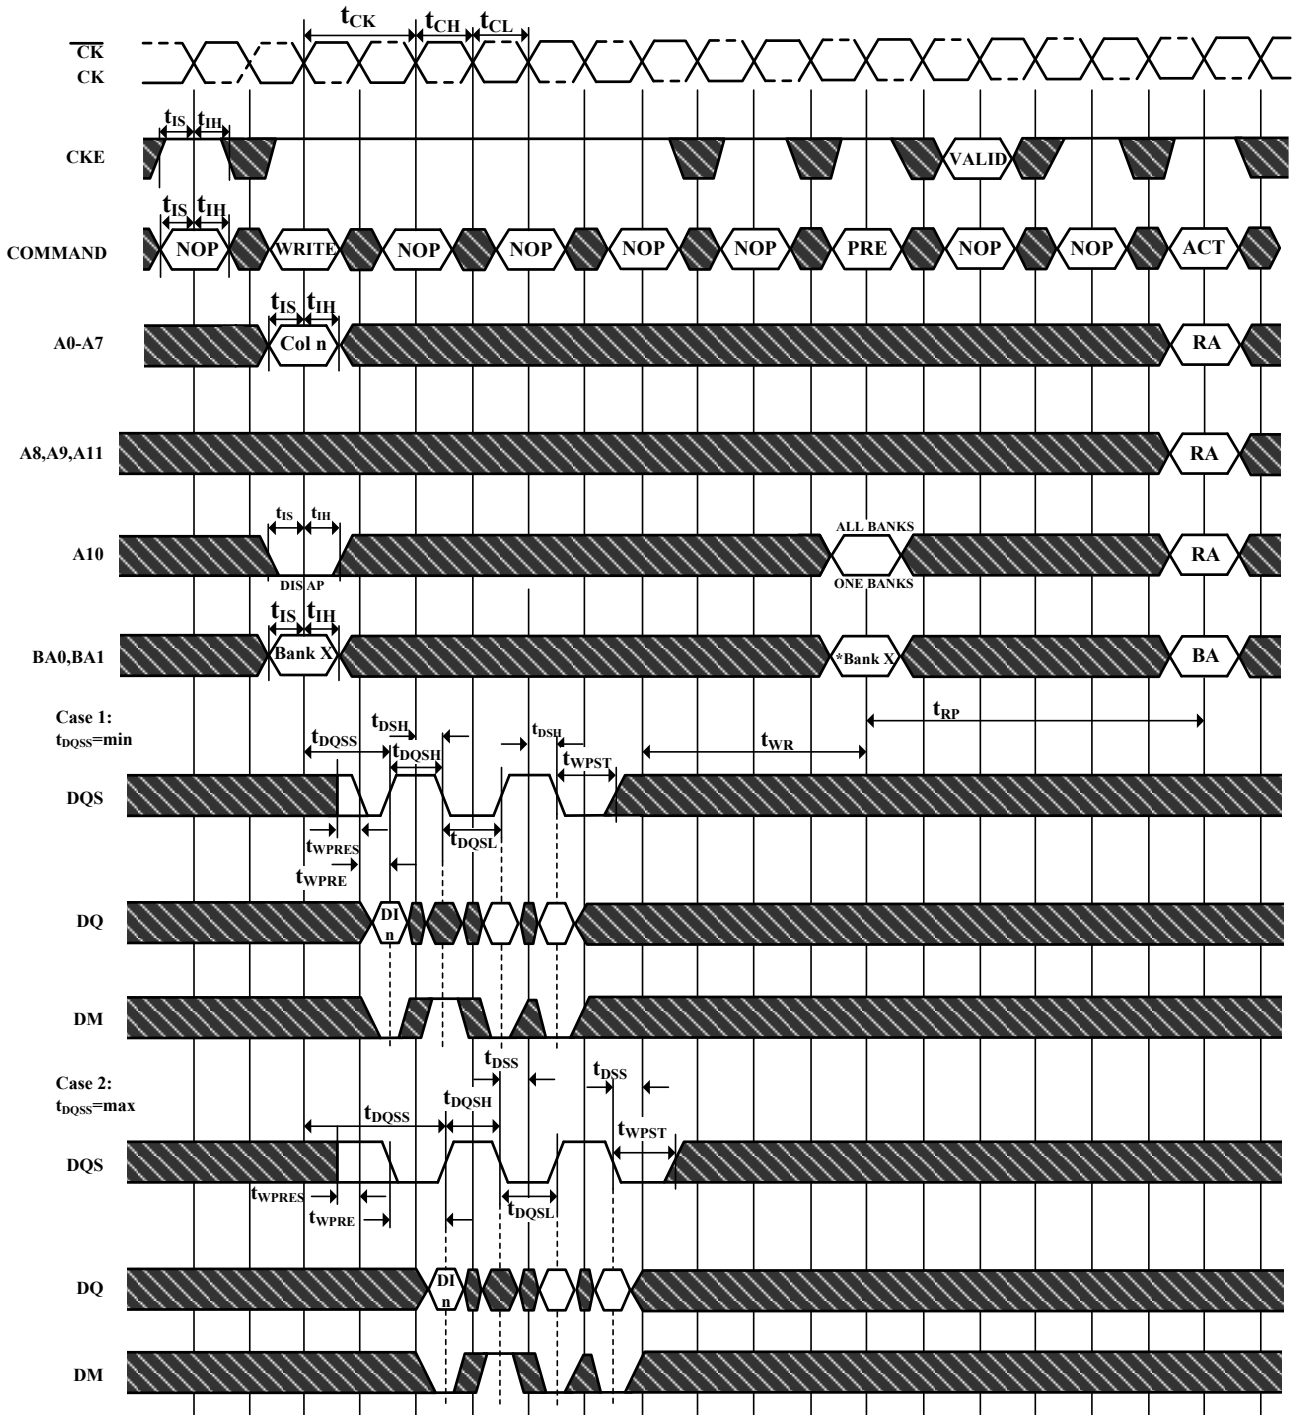 tCK tCH tCL
CK
CK
tIS tIH
CKE VALID
tIS tIH
COMMAND NOP WRITE NOP NOP NOP NOP PRE NOP NOP ACT
tIS tIH
A0-A7 Col n RA
A8,A9,A11 RA
tIS tIH ALL BANKS
A10 RA
DIS AP ONE BANKS
tIS tIH
BA0,BA1 Bank X *Bank X BA
Case 1:
tDQSS=min
tDSH tDSH tRP
tDQSS tDQSH tWPST tWR
DQS
tWPRES tDQSL
tWPRE
DQ DI n
DM
Case 2:
tDQSS=max
tDSS tDSS
tDQSS tDQSH tWPST
DQS
tWPRES tWPRE tDQSL
DQ DI n
DM